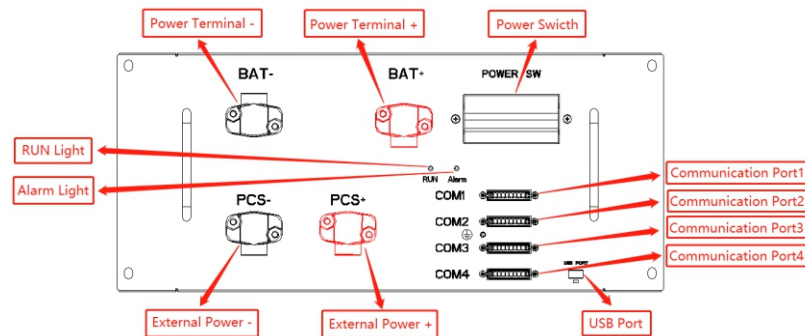 Power Terminal -
Power Terminal +
Power Swicth
BAT-
BAT+
POWER SW
RUN Light
Alarm Light
RUN Alarm
COM1
COM2
COM3
COM4
PCS-
PCS+
Communication Port1
Communication Port2
Communication Port3
Communication Port4
USB PORT
External Power -
External Power +
USB Port